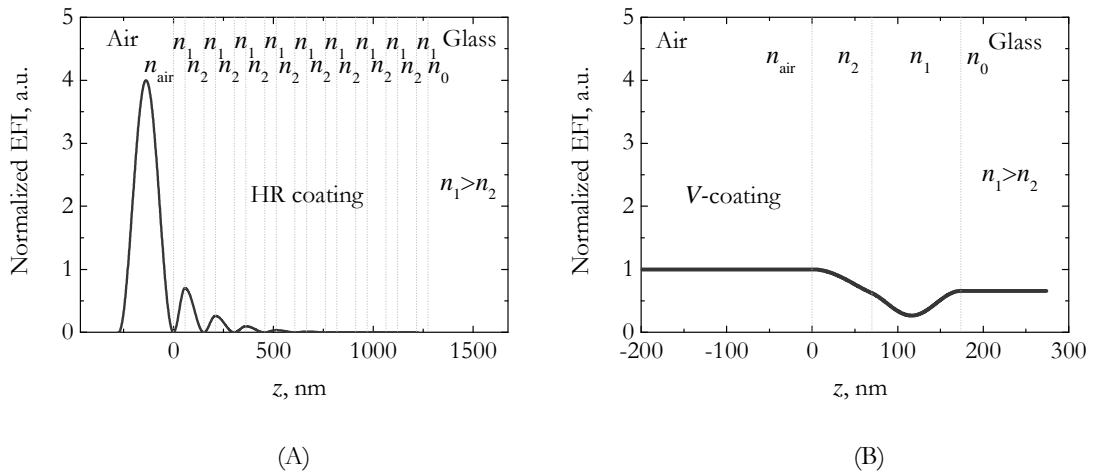 5
4
3
2
1
0
Normalized EFI, a.u.
Air
n1 n1 n1 n1 n1 n1 n1 n1 n1
Glass
nair n2 n2 n2 n2 n2 n2 n2 n2 n0
HR coating
n1>n2
0 500 1000 1500
z, nm
(A)
5
4
3
2
1
0
Normalized EFI, a.u.
Air
Glass
nair n2 n1 n0
n1>n2
V-coating
-200 -100 0 100 200 300
z, nm
(B)